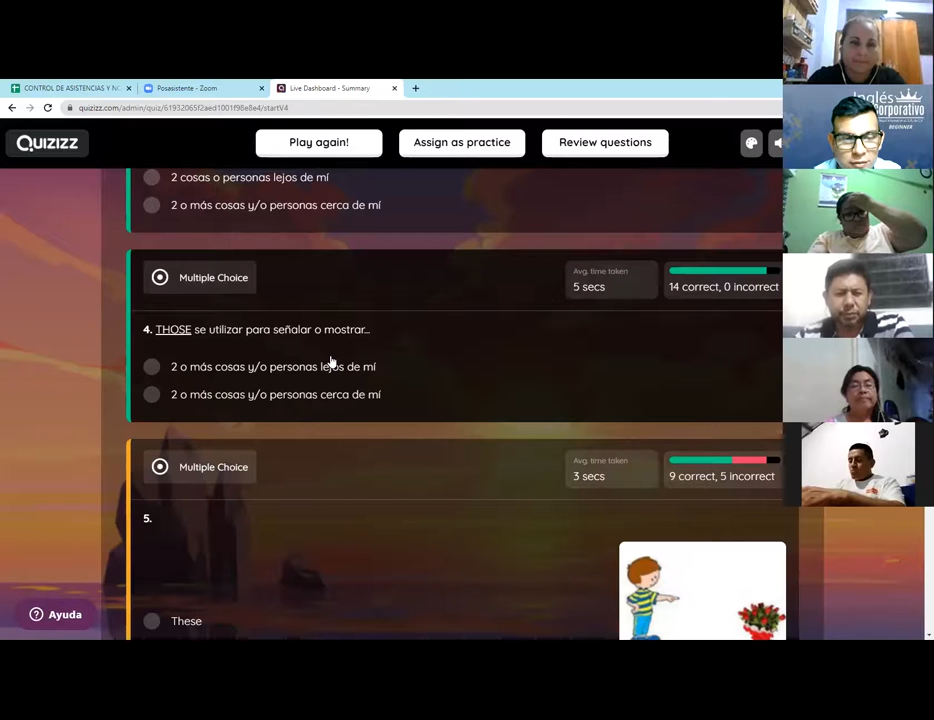 CONTROL DE ASISTENCIAS Y NO
Posasistente - Zoom
Live Dashboard - Summary
quizizz.com/admin/quiz/61932065f2aed1001f98e8e4/startV4
QUIZIZZ
Play again!
Assign as practice
Review questions
2 cosas o personas lejos de mí
2 o más cosas y/o personas cerca de mí
Multiple Choice
Avg. time taken
5 secs
14 correct, 0 incorrect
4. THOSE se utilizar para señalar o mostrar...
2 o más cosas y/o personas lejos de mí
2 o más cosas y/o personas cerca de mí
Multiple Choice
Avg. time taken
3 secs
9 correct, 5 incorrect
5.
These
Ayuda
Inglés
Corporativo
BEGINNER